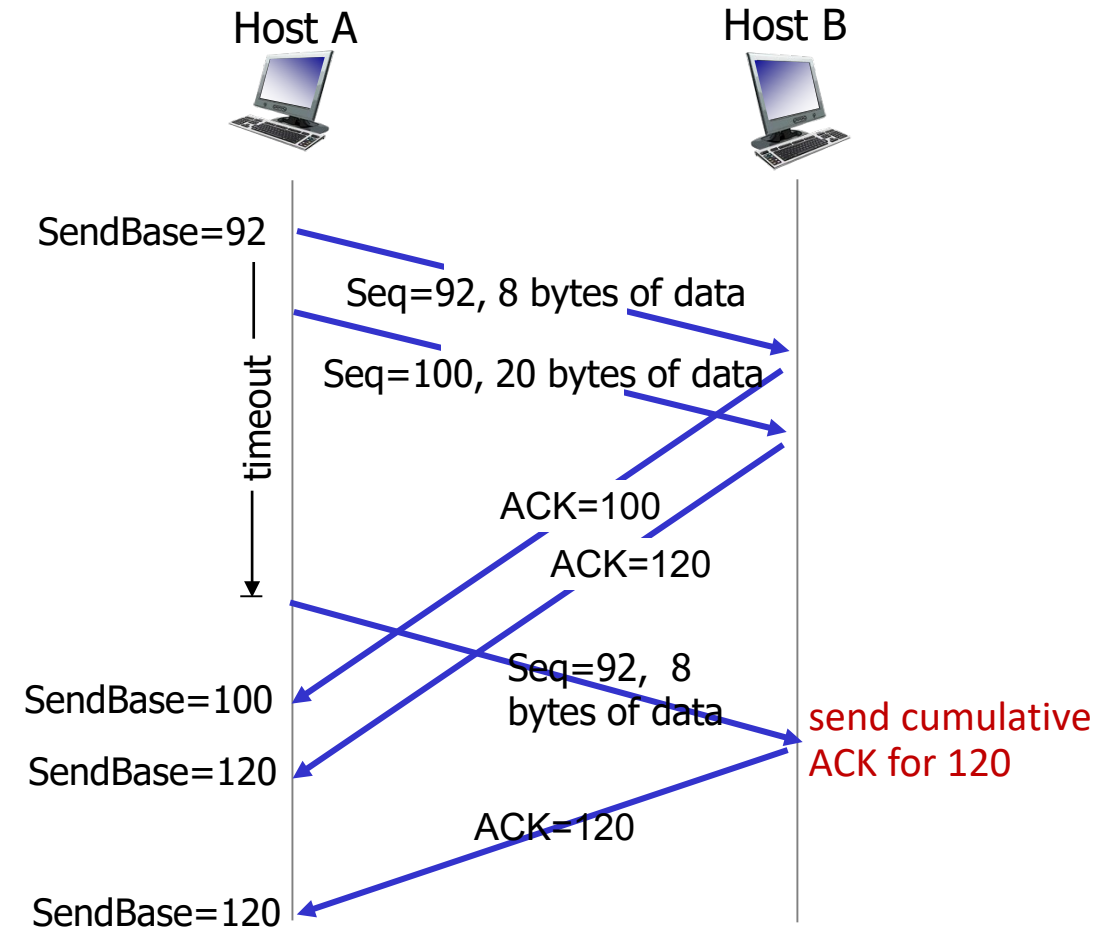 Host A
Host B
SendBase=92
Seq=92, 8 bytes of data
Seq=100, 20 bytes of data
timeout
ACK=100
ACK=120
Seq=92, 8
bytes of data
SendBase=100
send cumulative
ACK for 120
SendBase=120
ACK=120
SendBase=120